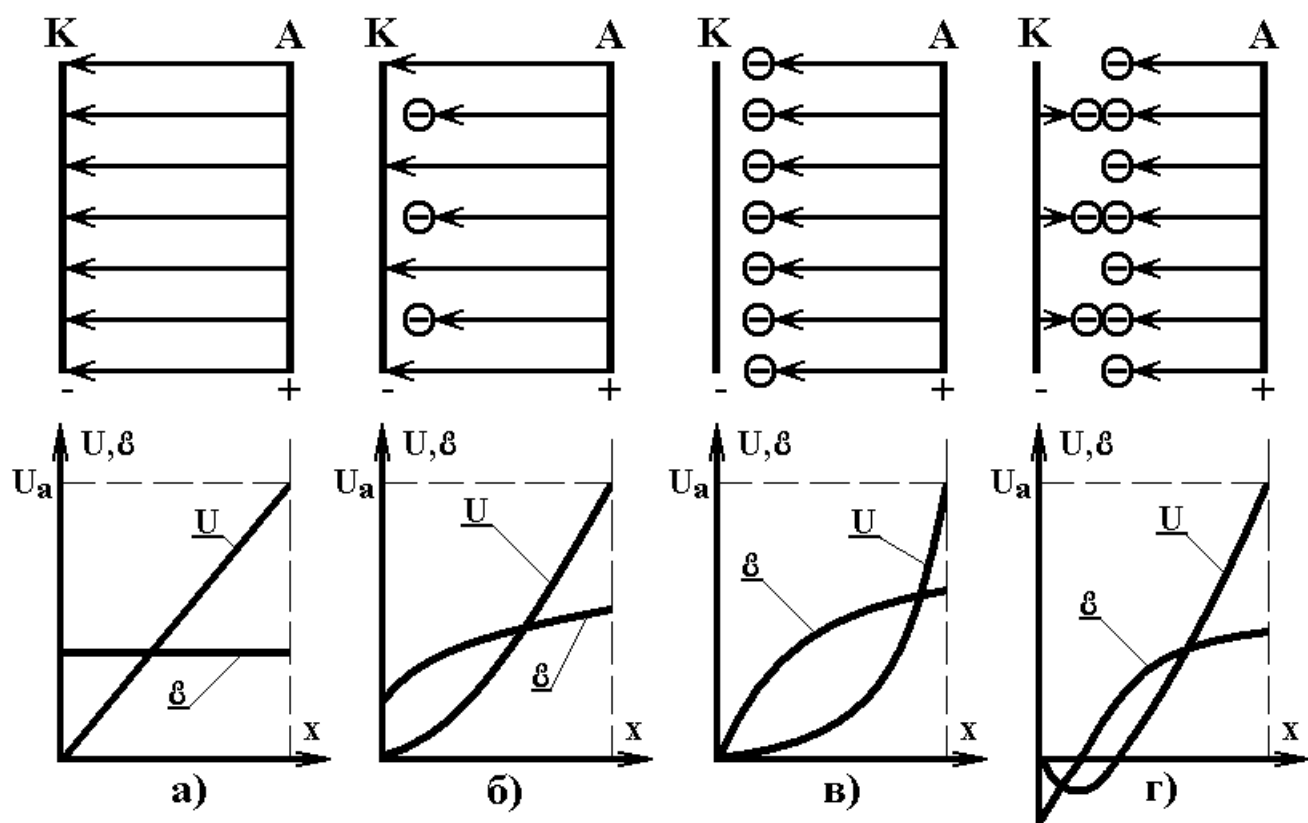 К А К А К А К А
- + - + - + - +
U,ℰ U,ℰ U,ℰ U,ℰ
Ua Ua Ua Ua
U U U U
ℰ ℰ ℰ ℰ
x x x x
а) б) в) г)